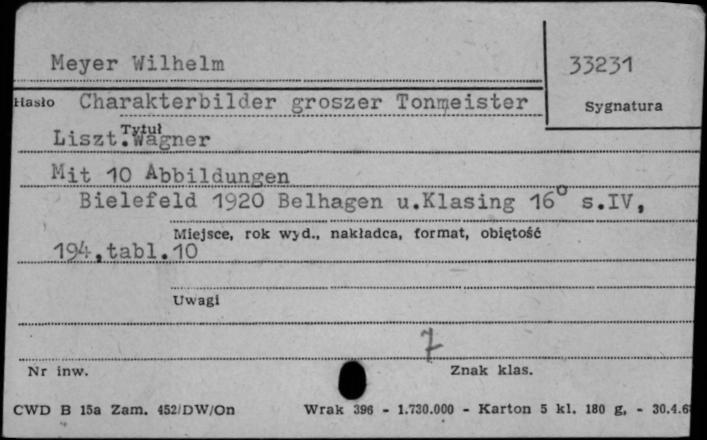 Meyer Wilhelm
33231
Hasło Charakterbilder groszer Tonmeister
Sygnatura
Tytuł
Liszt.Wagner
Mit 10 Abbildungen
Bielefeld 1920 Belhagen u.Klasing 16° s.IV,
Miejsce, rok wyd., nakładca, format, objętość
194,tabl.10
Uwagi
7
Nr inw.
Znak klas.
CWD B 15a Zam. 452/DW/On Wrak 396 - 1.730.000 - Karton 5 kl. 180 g, - 30.4.6